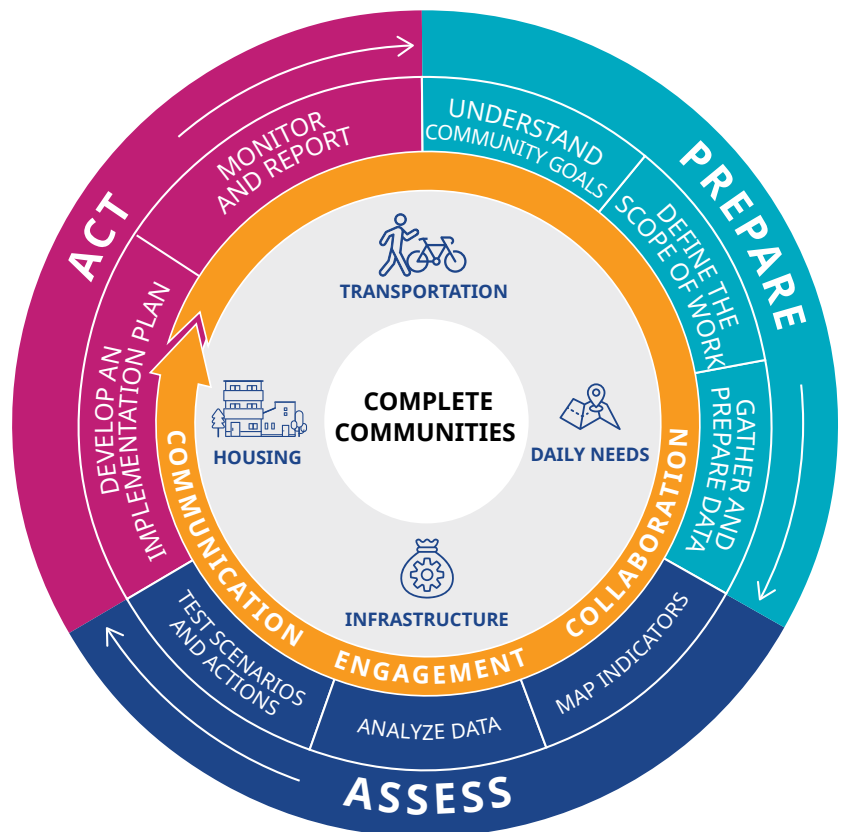 ACT
MONITOR
AND REPORT
DEVELOP AN
IMPLEMENTATION PLAN
PREPARE
UNDERSTAND
COMMUNITY GOALS
DEFINE THE
SCOPE OF WORK
GATHER AND
PREPARE DATA
ASSESS
MAP INDICATORS
ANALYZE DATA
TEST SCENARIOS
AND ACTIONS
COMMUNICATION
ENGAGEMENT
COLLABORATION
TRANSPORTATION
COMPLETE
COMMUNITIES
HOUSING
DAILY NEEDS
INFRASTRUCTURE